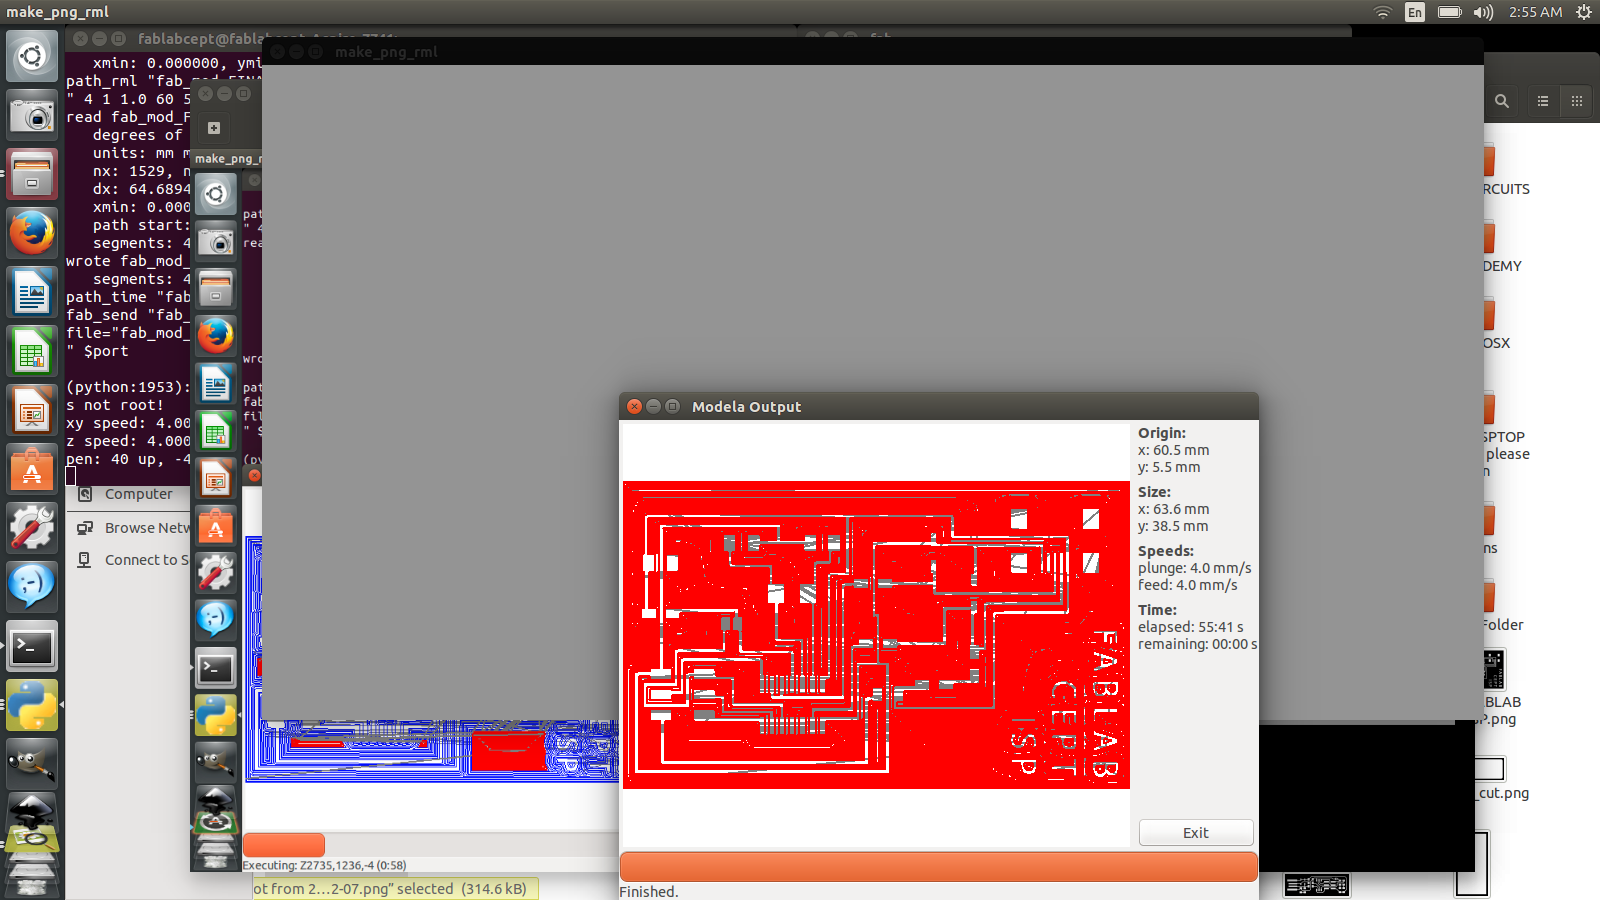 make_png_rml
En
2:55 AM
fablabcept@fablabcept-Aspire-Z741:
fab
make_png_rml
xmin: 0.000000, ymi
path_rml "fab_mod_FINA
" 4 1 1.0 60 5
read fab_mod_F
degrees of
units: mm m
nx: 1529, n
dx: 64.6894
xmin: 0.000
path start:
segments: 4
wrote fab_mod_
segments: 4
path_time "fab
fab_send "fab_
file="fab_mod_
" $port
(python:1953):
s not root!
xy speed: 4.00
z speed: 4.000
pen: 40 up, -4
Computer
Browse Netw
Connect to S
make_png_r
pat
" 4
rea
wro
pat
fab
fil
" $
(py
Executing: Z2735,1236,-4 (0:58)
ot from 2...2-07.png" selected (314.6 kB)
Modela Output
Origin:
x: 60.5 mm
y: 5.5 mm
Size:
x: 63.6 mm
y: 38.5 mm
Speeds:
plunge: 4.0 mm/s
feed: 4.0 mm/s
Time:
elapsed: 55:41 s
remaining: 00:00 s
FABLAB
CEPT
ISP
Exit
Finished.
RCUITS
DEMY
OSX
SPTOP
please
n
ns
Folder
BLAB
P.png
_cut.png